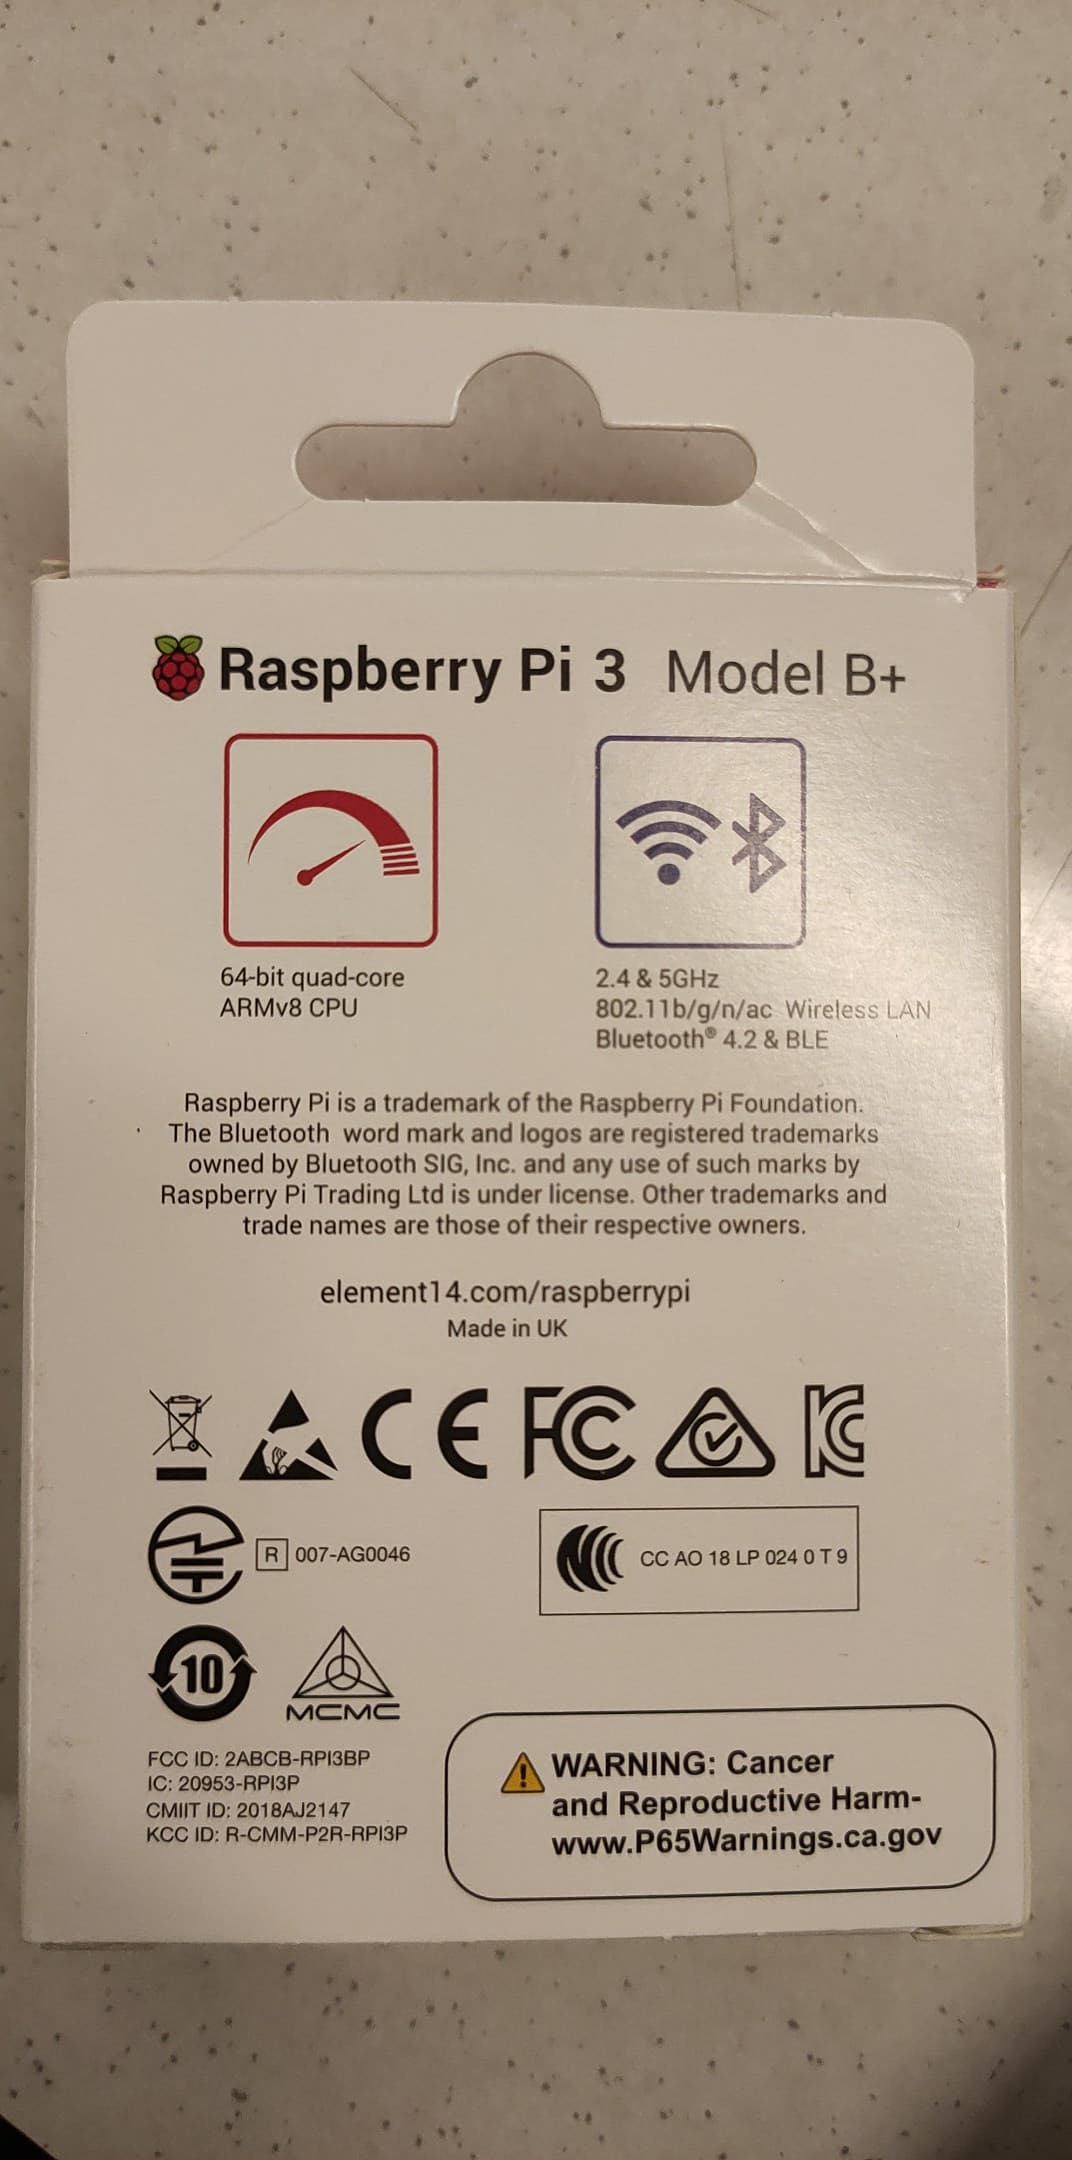 Raspberry Pi 3 Model B+
64-bit quad-core
ARMv8 CPU
2.4 & 5GHz
802.11b/g/n/ac Wireless LAN
Bluetooth® 4.2 & BLE
Raspberry Pi is a trademark of the Raspberry Pi Foundation.
The Bluetooth word mark and logos are registered trademarks
owned by Bluetooth SIG, Inc. and any use of such marks by
Raspberry Pi Trading Ltd is under license. Other trademarks and
trade names are those of their respective owners.
element14.com/raspberrypi
Made in UK
CE FC KC
R 007-AG0046
CC AO 18 LP 024 0 T 9
10
MCMC
FCC ID: 2ABCB-RPI3BP
IC: 20953-RPI3P
CMIIT ID: 2018AJ2147
KCC ID: R-CMM-P2R-RPI3P
WARNING: Cancer
and Reproductive Harm-
www.P65Warnings.ca.gov